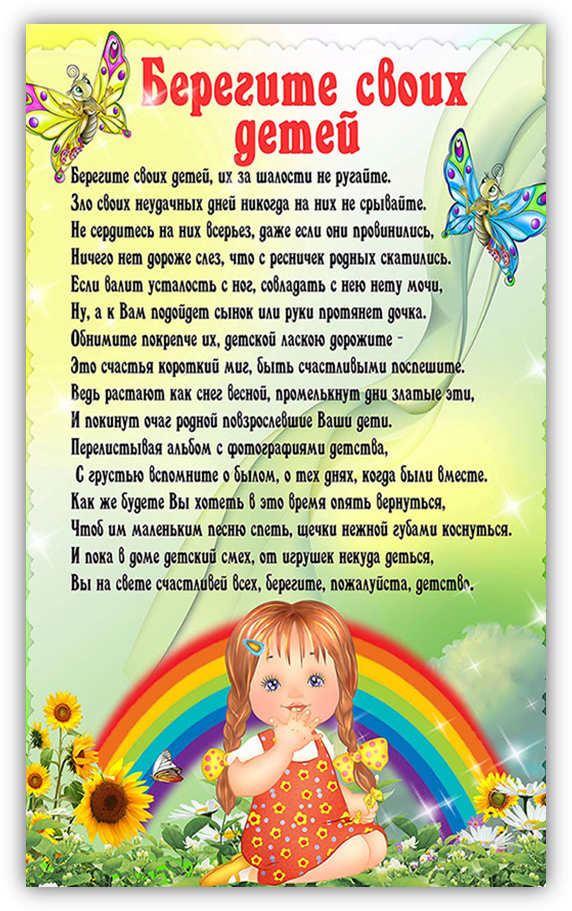 Берегите своих
детей
Берегите своих детей, их за шалости не ругайте.
Зло своих неудачных дней никогда на них не срывайте.
Не сердитесь на них всерьез, даже если они провинились,
Ничего нет дороже слез, что с ресничек родных скатились.
Если валит усталость с ног, совладать с нею нету мочи,
Ну, а к Вам подойдет сынок или руки протянет дочка.
Обнимите покрепче их, детской ласкою дорожите -
Это счастья короткий миг, быть счастливыми поспешите.
Ведь растают как снег весной, промелькнут дни златые эти,
И покинут очаг родной повзрослевшие Ваши дети.
Перелистывая альбом с фотографиями детства,
С грустью вспомните о былом, о тех днях, когда были вместе.
Как же будете Вы хотеть в это время опять вернуться,
Чтоб им маленьким песню спеть, щечки нежной губами коснуться.
И пока в доме детский смех, от игрушек некуда деться,
Вы на свете счастливей всех, берегите, пожалуйста, детство.